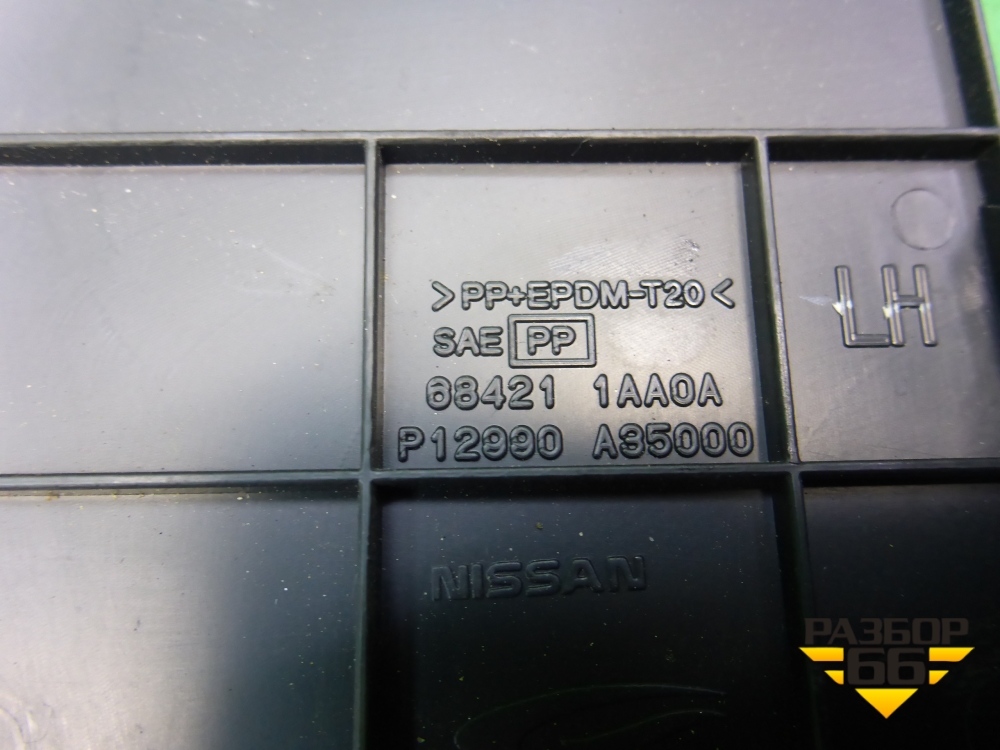 >PP+EPDM-T20<
SAE PP
68421 1AA0A
P12990 A35000
LH
NISSAN
РАЗБОР
66